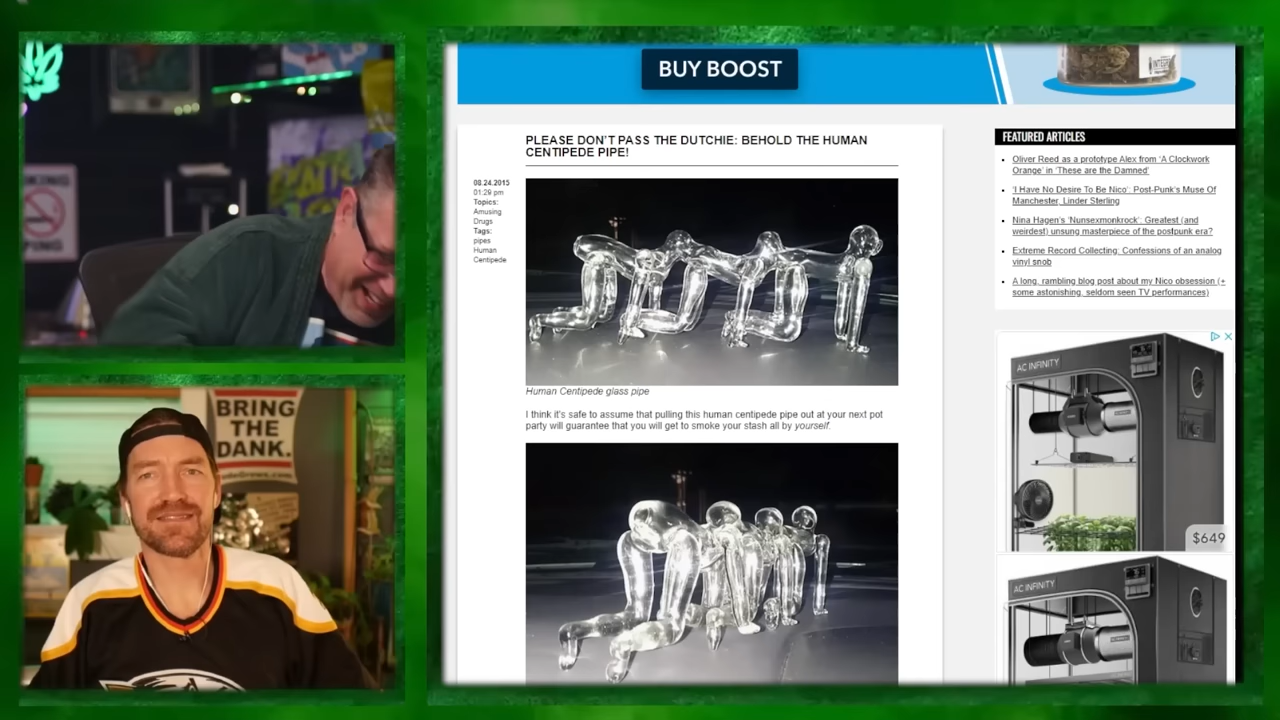 BUY BOOST
PLEASE DON'T PASS THE DUTCHIE: BEHOLD THE HUMAN
CENTIPEDE PIPE!
08.24.2015
01:29 pm
Topics:
Amusing
Drugs
Tags:
pipes
Human
Centipede
Human Centipede glass pipe
I think it's safe to assume that pulling this human centipede pipe out at your next pot
party will guarantee that you will get to smoke your stash all by yourself.
FEATURED ARTICLES
Oliver Reed as a prototype Alex from 'A Clockwork
Orange' in 'These are the Damned'
'I Have No Desire To Be Nico': Post-Punk's Muse Of
Manchester, Linder Sterling
Nina Hagen's 'Nunsexmonkrock': Greatest (and
weirdest) unsung masterpiece of the postpunk era?
Extreme Record Collecting: Confessions of an analog
vinyl snob
A long, rambling blog post about my Nico obsession (+
some astonishing, seldom seen TV performances)
AC INFINITY
$649
AC INFINITY
BRING
THE
DANK.